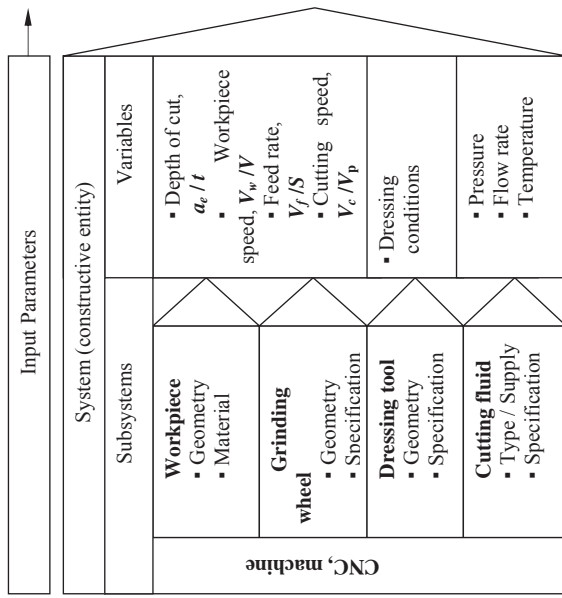 Input Parameters
System (constructive entity)
Subsystems
Variables
CNC, machine
Workpiece
▪ Geometry
▪ Material
Grinding
wheel
▪ Geometry
▪ Specification
Dressing tool
▪ Geometry
▪ Specification
Cutting fluid
▪ Type / Supply
▪ Specification
▪ Depth of cut,
a_e / t
▪ Workpiece
speed, V_w /V
▪ Feed rate,
V_f /S
▪ Cutting speed,
V_c /V_p
▪ Dressing
conditions
▪ Pressure
▪ Flow rate
▪ Temperature